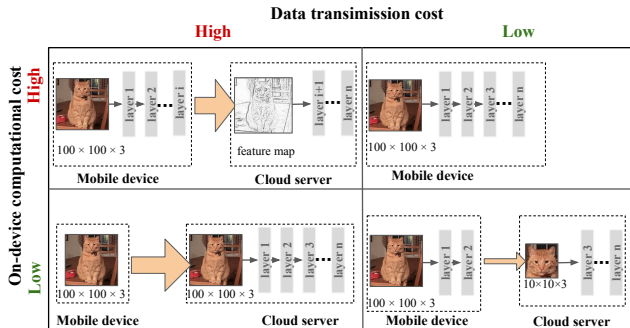 Data transimission cost
High
Low
On-device computational cost
High
Low
layer 1
layer 2
layer i
100 × 100 × 3
Mobile device
feature map
layer i+1
layer n
Cloud server
layer 1
layer 2
layer 3
layer n
100 × 100 × 3
Mobile device
100 × 100 × 3
Mobile device
layer 1
layer 2
layer 3
layer n
100 × 100 × 3
Cloud server
layer 1
layer 2
100 × 100 × 3
Mobile device
10×10×3
layer 3
layer n
Cloud server